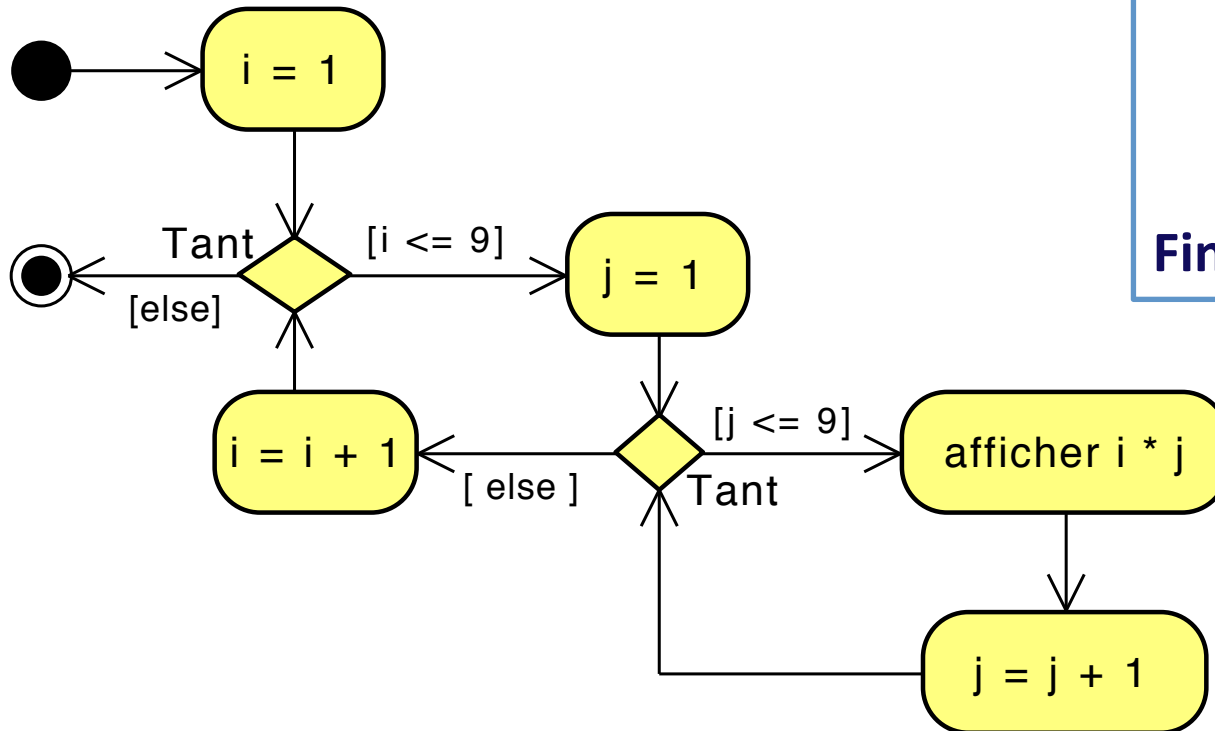 i = 1
Tant
[i <= 9]
[else]
j = 1
Fin
i = i + 1
[j <= 9]
[ else ]
Tant
afficher i * j
j = j + 1